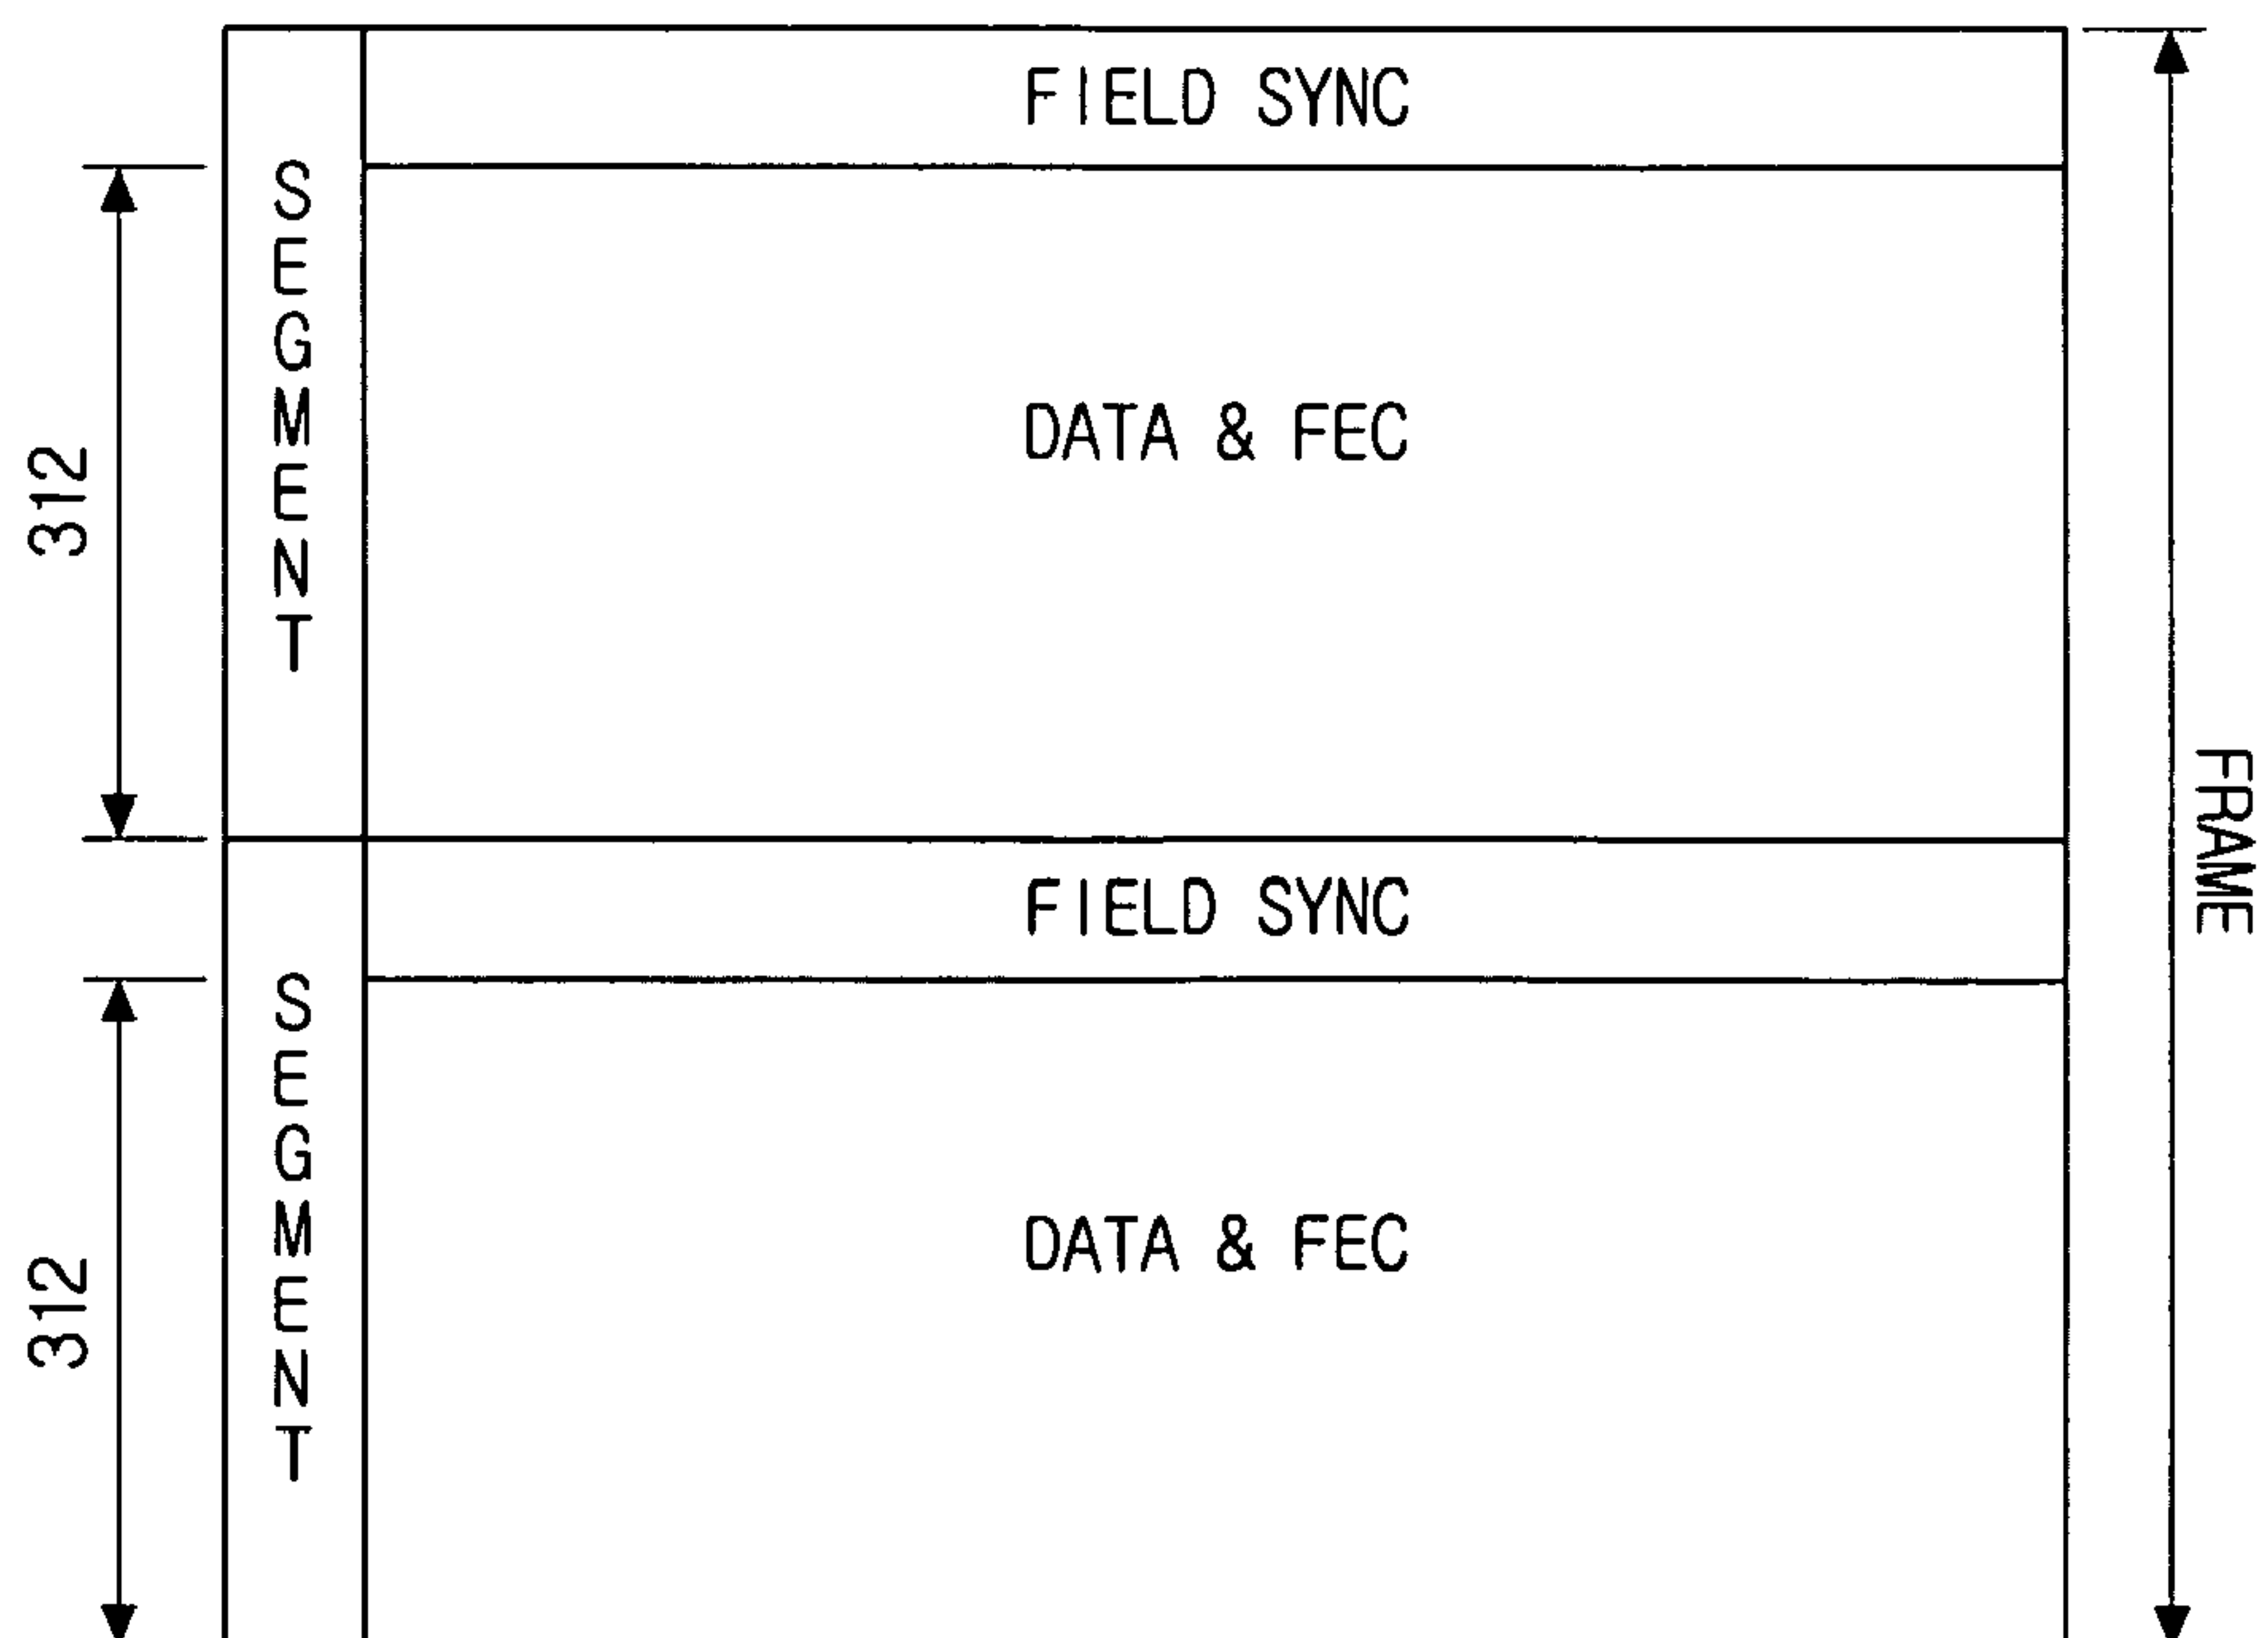 FIELD SYNC
SEGMENT
312
DATA & FEC
FRAME
FIELD SYNC
SEGMENT
312
DATA & FEC